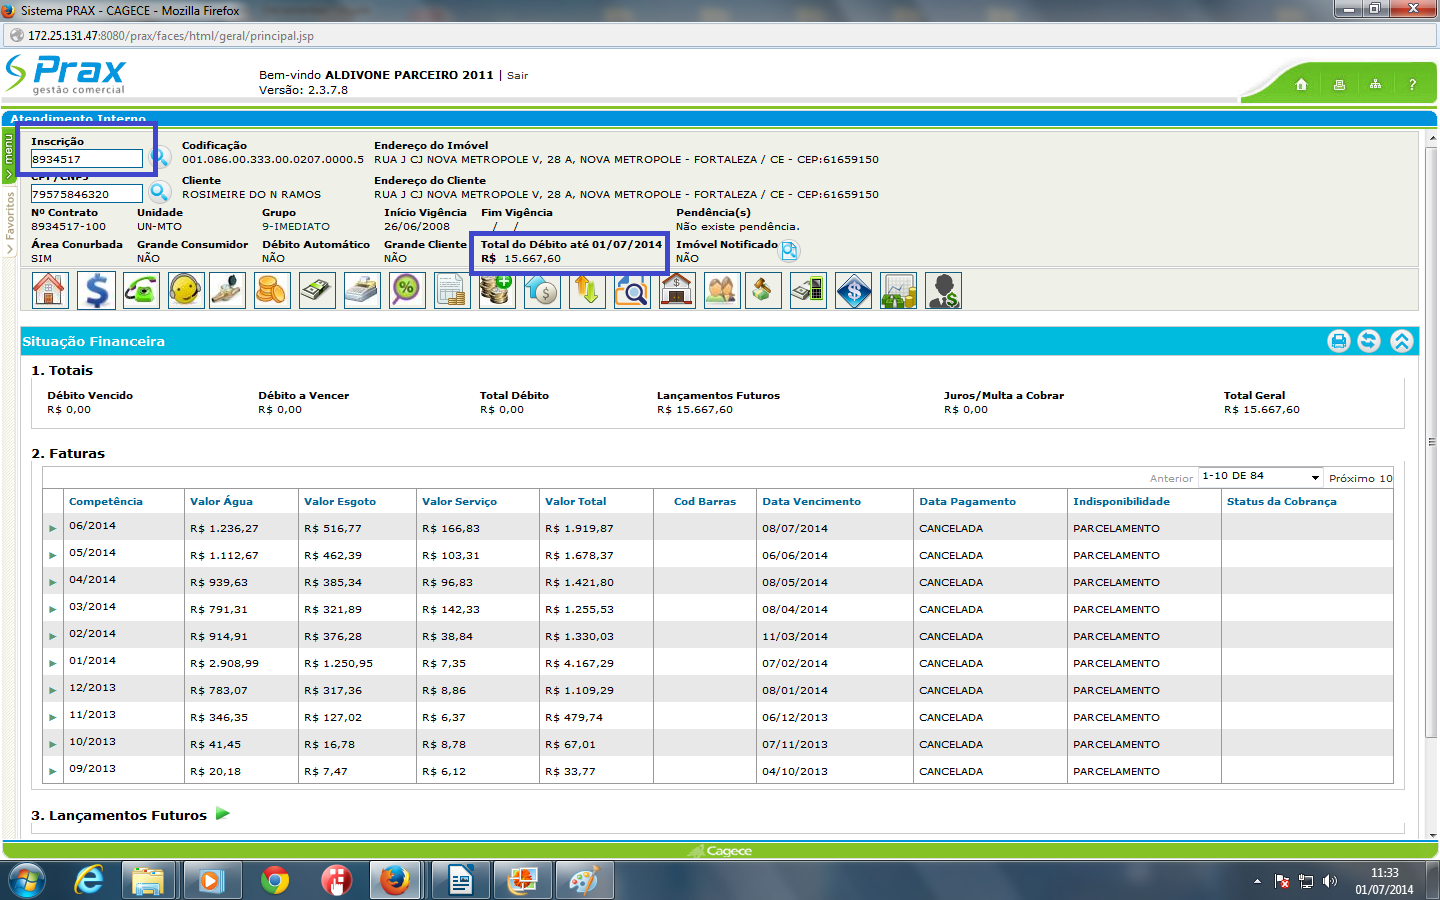 Sistema PRAX - CAGECE - Mozilla Firefox
172.25.131.47:8080/prax/faces/html/geral/principal.jsp
Prax
gestão comercial
Bem-vindo ALDIVONE PARCEIRO 2011 | Sair
Versão: 2.3.7.8
?
Atendimento Interno
menu
Favoritos
Inscrição Codificação Endereço do Imóvel
8934517 001.086.00.333.00.0207.0000.5 RUA J CJ NOVA METROPOLE V, 28 A, NOVA METROPOLE - FORTALEZA / CE - CEP:61659150
CPF/CNPJ Cliente Endereço do Cliente
79575846320 ROSIMEIRE DO N RAMOS RUA J CJ NOVA METROPOLE V, 28 A, NOVA METROPOLE - FORTALEZA / CE - CEP:61659150
Nº Contrato Unidade Grupo Início Vigência Fim Vigência Pendência(s)
8934517-100 UN-MTO 9-IMEDIATO 26/06/2008 / / Não existe pendência.
Área Conurbada Grande Consumidor Débito Automático Grande Cliente Total do Débito até 01/07/2014 Imóvel Notificado
SIM NÃO NÃO NÃO R$ 15.667,60 NÃO
Situação Financeira
1. Totais
Débito Vencido Débito a Vencer Total Débito Lançamentos Futuros Juros/Multa a Cobrar Total Geral
R$ 0,00 R$ 0,00 R$ 0,00 R$ 15.667,60 R$ 0,00 R$ 15.667,60
2. Faturas
Anterior 1-10 DE 84 Próximo 10
Competência Valor Água Valor Esgoto Valor Serviço Valor Total Cod Barras Data Vencimento Data Pagamento Indisponibilidade Status da Cobrança
06/2014 R$ 1.236,27 R$ 516,77 R$ 166,83 R$ 1.919,87 08/07/2014 CANCELADA PARCELAMENTO
05/2014 R$ 1.112,67 R$ 462,39 R$ 103,31 R$ 1.678,37 06/06/2014 CANCELADA PARCELAMENTO
04/2014 R$ 939,63 R$ 385,34 R$ 96,83 R$ 1.421,80 08/05/2014 CANCELADA PARCELAMENTO
03/2014 R$ 791,31 R$ 321,89 R$ 142,33 R$ 1.255,53 08/04/2014 CANCELADA PARCELAMENTO
02/2014 R$ 914,91 R$ 376,28 R$ 38,84 R$ 1.330,03 11/03/2014 CANCELADA PARCELAMENTO
01/2014 R$ 2.908,99 R$ 1.250,95 R$ 7,35 R$ 4.167,29 07/02/2014 CANCELADA PARCELAMENTO
12/2013 R$ 783,07 R$ 317,36 R$ 8,86 R$ 1.109,29 08/01/2014 CANCELADA PARCELAMENTO
11/2013 R$ 346,35 R$ 127,02 R$ 6,37 R$ 479,74 06/12/2013 CANCELADA PARCELAMENTO
10/2013 R$ 41,45 R$ 16,78 R$ 8,78 R$ 67,01 07/11/2013 CANCELADA PARCELAMENTO
09/2013 R$ 20,18 R$ 7,47 R$ 6,12 R$ 33,77 04/10/2013 CANCELADA PARCELAMENTO
3. Lançamentos Futuros
Cagece
11:33
01/07/2014